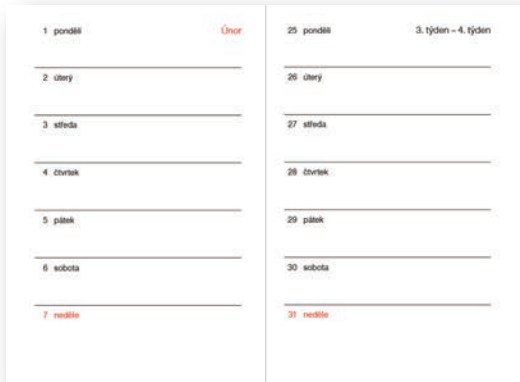 1 pondělí Únor
2 úterý
3 středa
4 čtvrtek
5 pátek
6 sobota
7 neděle
25 pondělí 3. týden – 4. týden
26 úterý
27 středa
28 čtvrtek
29 pátek
30 sobota
31 neděle